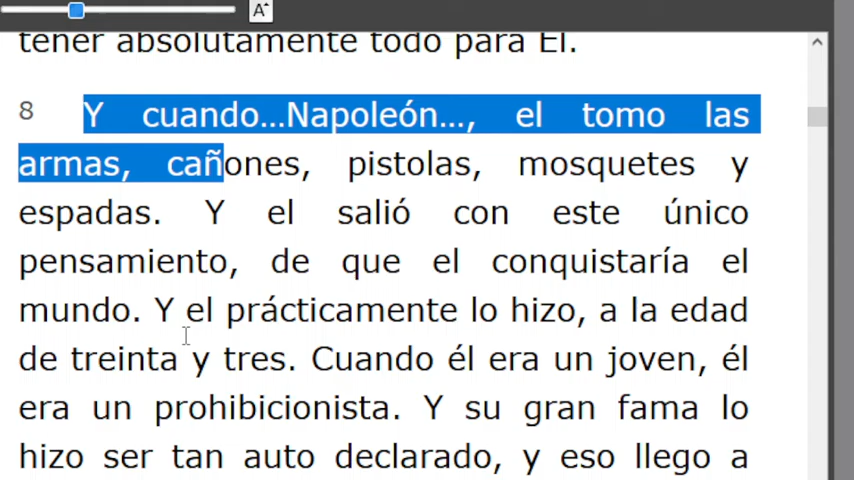 A
tener absolutamente todo para El.
8 Y cuando...Napoleón..., el tomo las
armas, cañones, pistolas, mosquetes y
espadas. Y el salió con este único
pensamiento, de que el conquistaría el
mundo. Y el prácticamente lo hizo, a la edad
de treinta y tres. Cuando él era un joven, él
era un prohibicionista. Y su gran fama lo
hizo ser tan auto declarado, y eso llego a